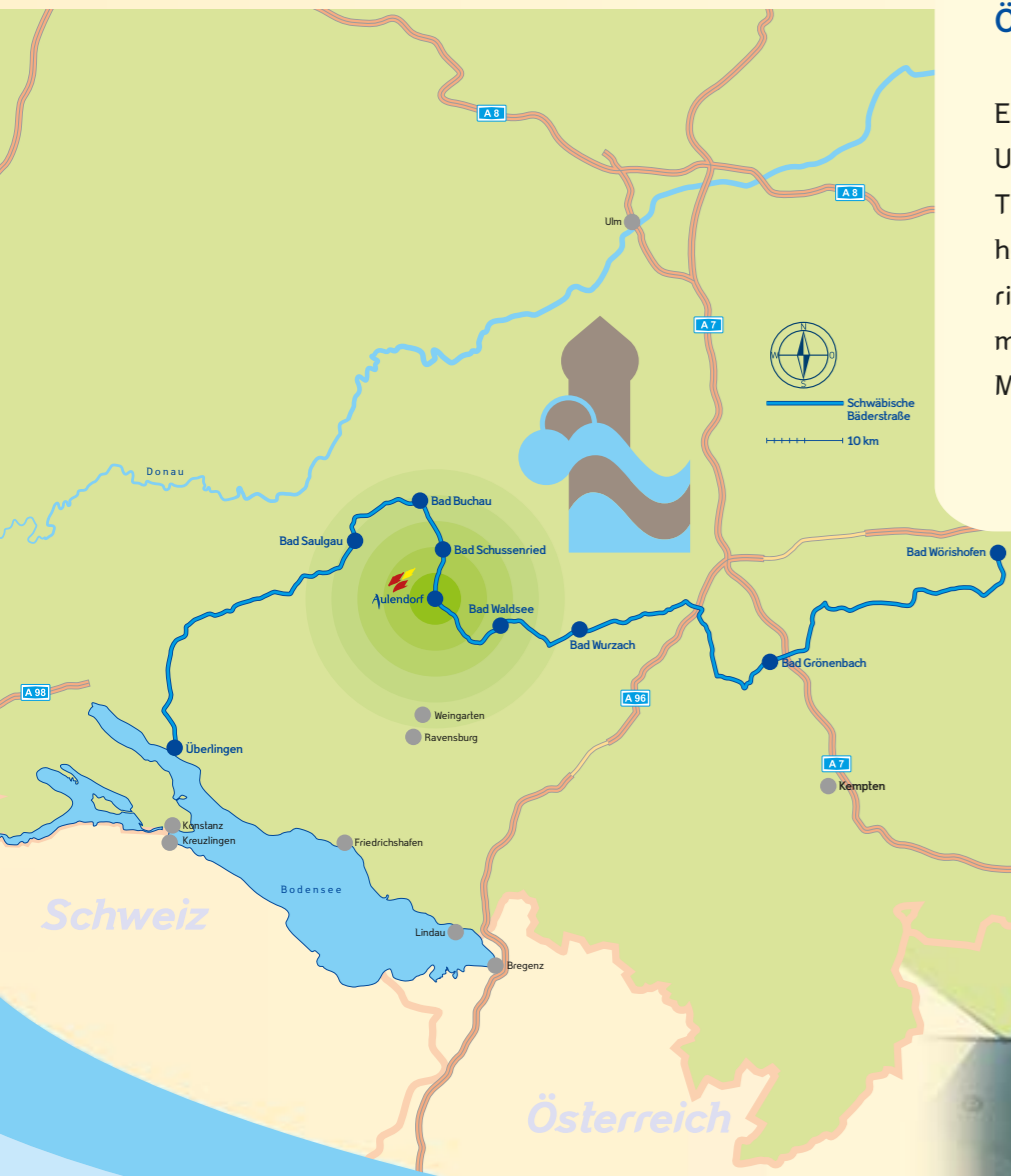 Ö
E
U
T
h
ri
m
M
A 8
A 8
Ulm
A 7
N
W
O
S
Schwäbische
Bäderstraße
10 km
Donau
Bad Buchau
Bad Saulgau
Bad Schussenried
Bad Wörishofen
Aulendorf
Bad Waldsee
Bad Wurzach
Bad Grönenbach
A 98
A 96
Weingarten
Ravensburg
Überlingen
A 7
Kempten
Konstanz
Kreuzlingen
Friedrichshafen
Bodensee
Schweiz
Lindau
Bregenz
Österreich